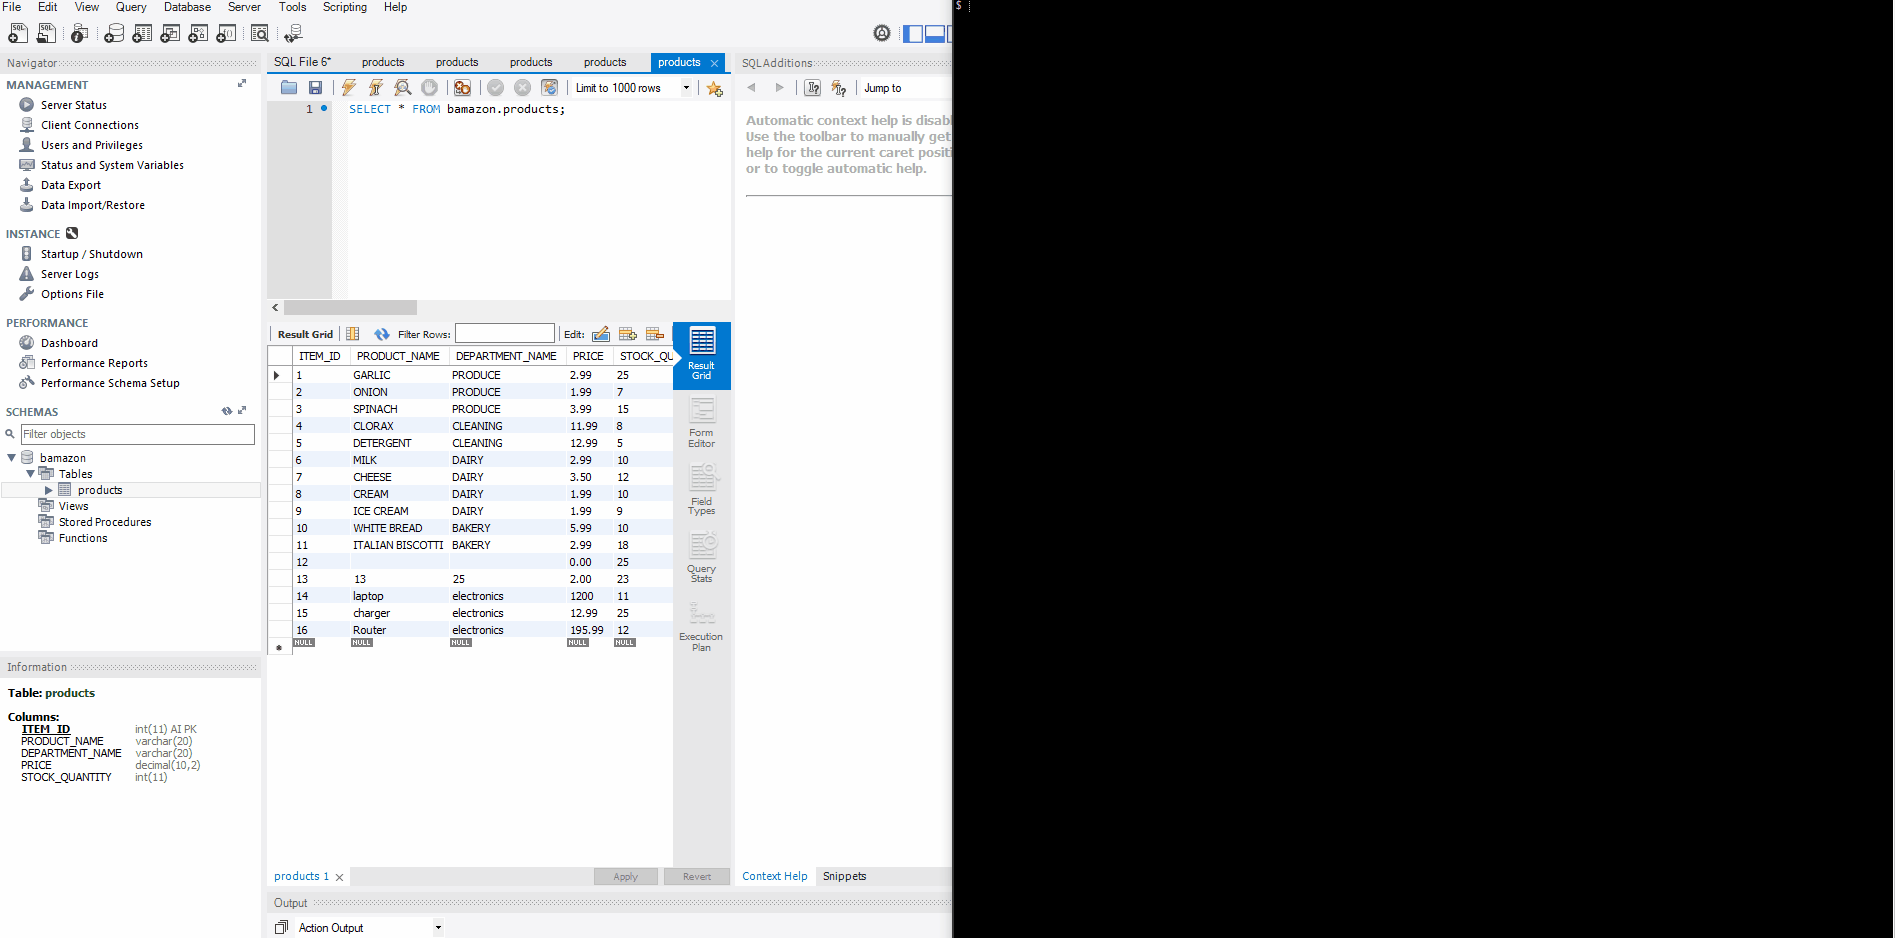 File Edit View Query Database Server Tools Scripting Help
$
Navigator
MANAGEMENT
Server Status
Client Connections
Users and Privileges
Status and System Variables
Data Export
Data Import/Restore
INSTANCE
Startup / Shutdown
Server Logs
Options File
PERFORMANCE
Dashboard
Performance Reports
Performance Schema Setup
SCHEMAS
Filter objects
bamazon
Tables
products
Views
Stored Procedures
Functions
Information
Table: products
Columns:
ITEM_ID int(11) AI PK
PRODUCT_NAME varchar(20)
DEPARTMENT_NAME varchar(20)
PRICE decimal(10,2)
STOCK_QUANTITY int(11)
SQL File 6* products products products products products
Limit to 1000 rows
1 SELECT * FROM bamazon.products;
Result Grid Filter Rows: Edit:
ITEM_ID PRODUCT_NAME DEPARTMENT_NAME PRICE STOCK_QU
1 GARLIC PRODUCE 2.99 25
2 ONION PRODUCE 1.99 7
3 SPINACH PRODUCE 3.99 15
4 CLORAX CLEANING 11.99 8
5 DETERGENT CLEANING 12.99 5
6 MILK DAIRY 2.99 10
7 CHEESE DAIRY 3.50 12
8 CREAM DAIRY 1.99 10
9 ICE CREAM DAIRY 1.99 9
10 WHITE BREAD BAKERY 5.99 10
11 ITALIAN BISCOTTI BAKERY 2.99 18
12 0.00 25
13 13 25 2.00 23
14 laptop electronics 1200 11
15 charger electronics 12.99 25
16 Router electronics 195.99 12
NULL NULL NULL NULL NULL
Result
Grid
Form
Editor
Field
Types
Query
Stats
Execution
Plan
products 1 Apply Revert
SQLAdditions
Jump to
Automatic context help is disabl
Use the toolbar to manually get
help for the current caret positi
or to toggle automatic help.
Context Help Snippets
Output
Action Output